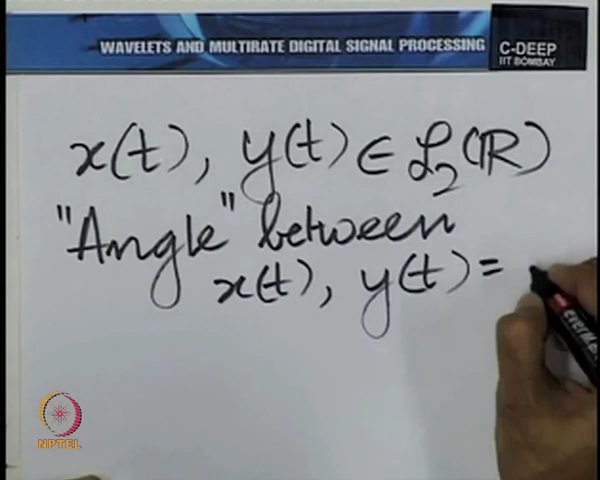 WAVELETS AND MULTIRATE DIGITAL SIGNAL PROCESSING
C-DEEP
IIT BOMBAY
x(t), y(t) ∈ ℒ₂(ℝ)
"Angle" between
x(t), y(t) =
NPTEL